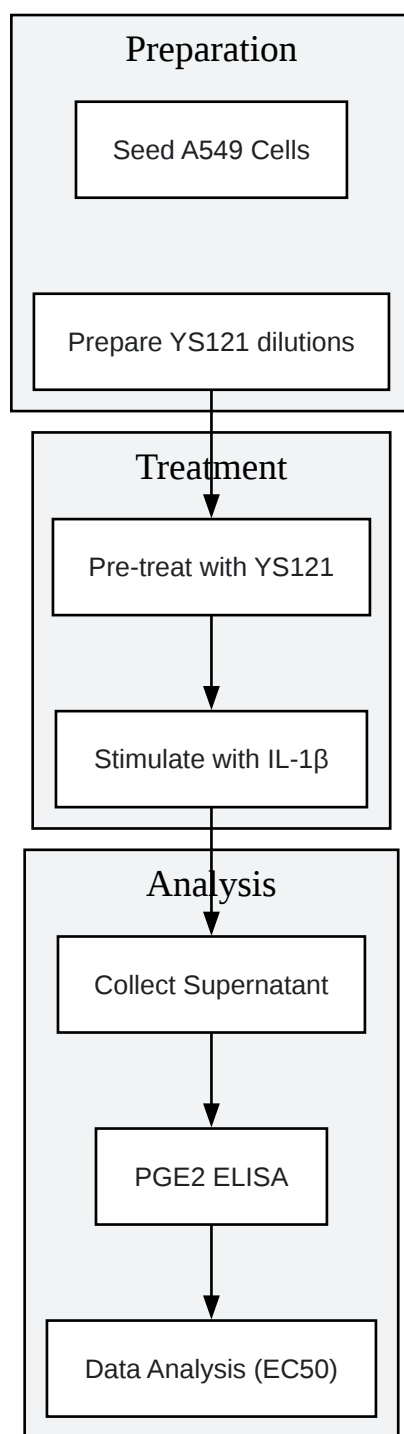 Preparation
Seed A549 Cells
Prepare YS121 dilutions
Treatment
Pre-treat with YS121
Stimulate with IL-1β
Analysis
Collect Supernatant
PGE2 ELISA
Data Analysis (EC50)